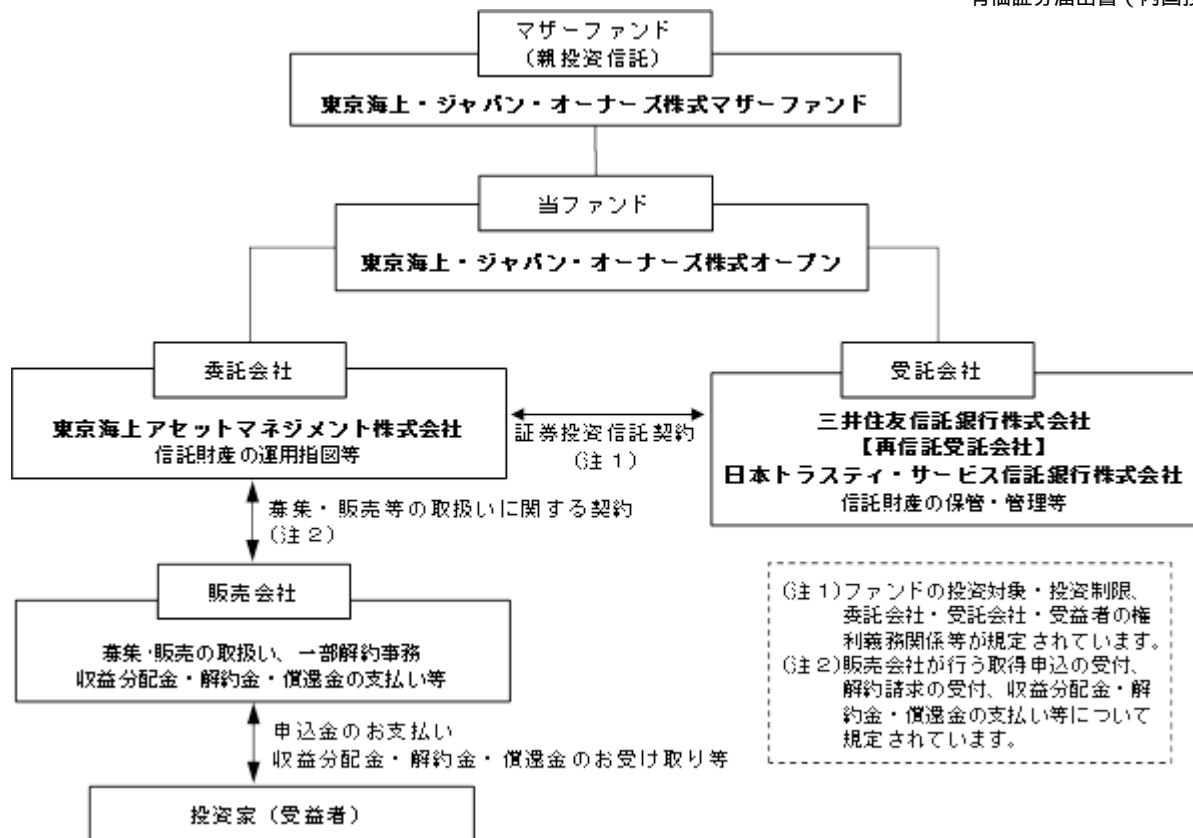 マザーファンド
(親投資信託)
東京海上・ジャパン・オーナーズ株式マザーファンド
当ファンド
東京海上・ジャパン・オーナーズ株式オープン
委託会社
東京海上アセットマネジメント株式会社
信託財産の運用指図等
証券投資信託契約
(注1)
受託会社
三井住友信託銀行株式会社
【再信託受託会社】
日本トラスティ・サービス信託銀行株式会社
信託財産の保管・管理等
募集・販売等の取扱いに関する契約
(注2)
販売会社
募集・販売の取扱い、一部解約事務
収益分配金・解約金・償還金の支払い等
申込金のお支払い
収益分配金・解約金・償還金のお受け取り等
投資家(受益者)
(注1)ファンドの投資対象・投資制限、
委託会社・受託会社・受益者の権
利義務関係等が規定されています。
(注2)販売会社が行う取得申込の受付、
解約請求の受付、収益分配金・解
約金・償還金の支払い等について
規定されています。